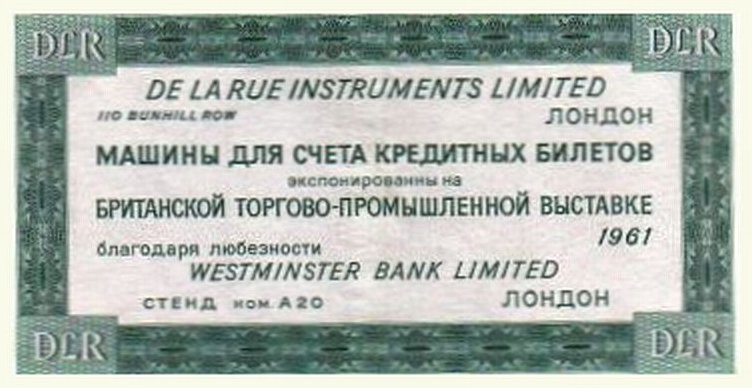 DLR DLR
DE LA RUE INSTRUMENTS LIMITED
110 BUNHILL ROW ЛОНДОН
МАШИНЫ ДЛЯ СЧЕТА КРЕДИТНЫХ БИЛЕТОВ
экспонированны на
БРИТАНСКОЙ ТОРГОВО-ПРОМЫШЛЕННОЙ ВЫСТАВКЕ
1961
благодаря любезности
WESTMINSTER BANK LIMITED
СТЕНД ном. А20 ЛОНДОН
DLR DLR